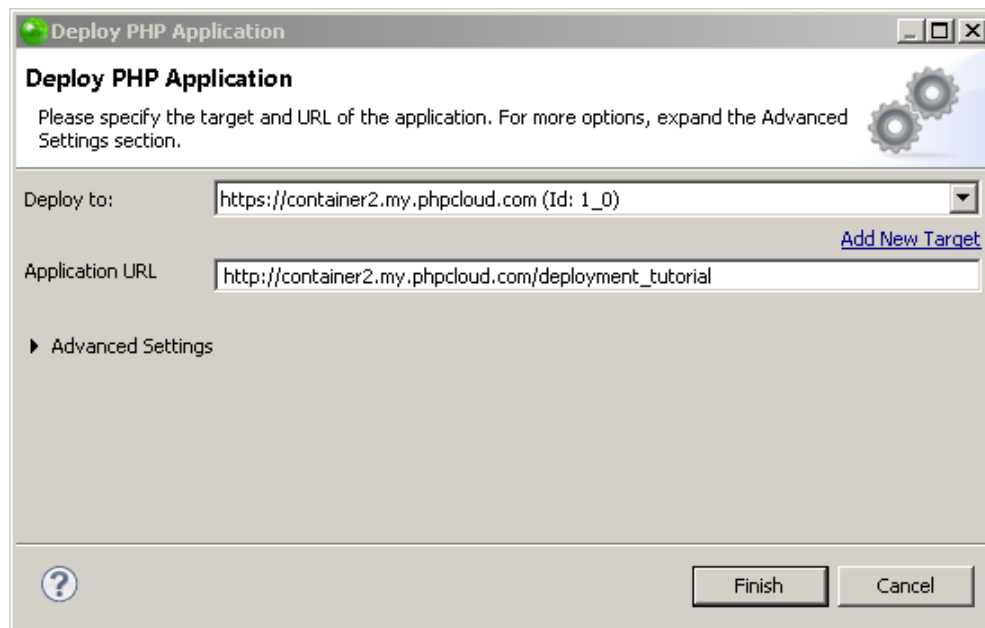 Deploy PHP Application
Deploy PHP Application
Please specify the target and URL of the application. For more options, expand the Advanced
Settings section.
Deploy to:
https://container2.my.phpcloud.com (Id: 1_0)
Add New Target
Application URL
http://container2.my.phpcloud.com/deployment_tutorial
Advanced Settings
?
Finish
Cancel